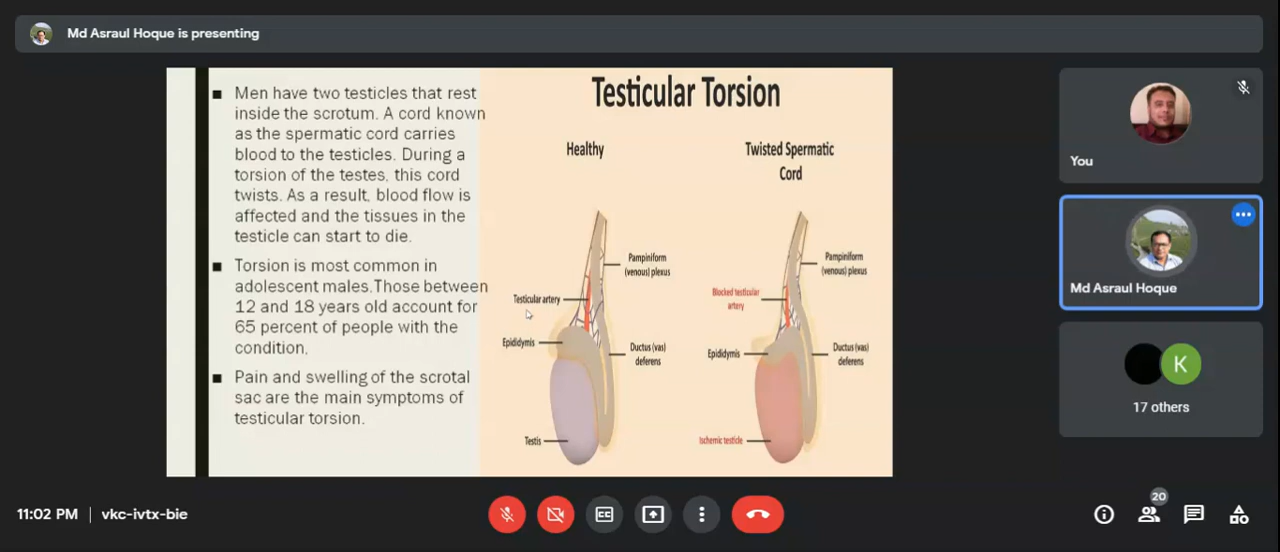 Md Asraul Hoque is presenting
■ Men have two testicles that rest
inside the scrotum. A cord known
as the spermatic cord carries
blood to the testicles. During a
torsion of the testes, this cord
twists. As a result, blood flow is
affected and the tissues in the
testicle can start to die.
■ Torsion is most common in
adolescent males.Those between
12 and 18 years old account for
65 percent of people with the
condition.
■ Pain and swelling of the scrotal
sac are the main symptoms of
testicular torsion.
Testicular Torsion
Healthy
Pampiniform
(venous) plexus
Testicular artery
Epididymis
Ductus (vas)
deferens
Testis
Twisted Spermatic
Cord
Pampiniform
(venous) plexus
Blocked testicular
artery
Epididymis
Ductus (vas)
deferens
Ischemic testicle
You
Md Asraul Hoque
K
17 others
11:02 PM | vkc-ivtx-bie
CC
20